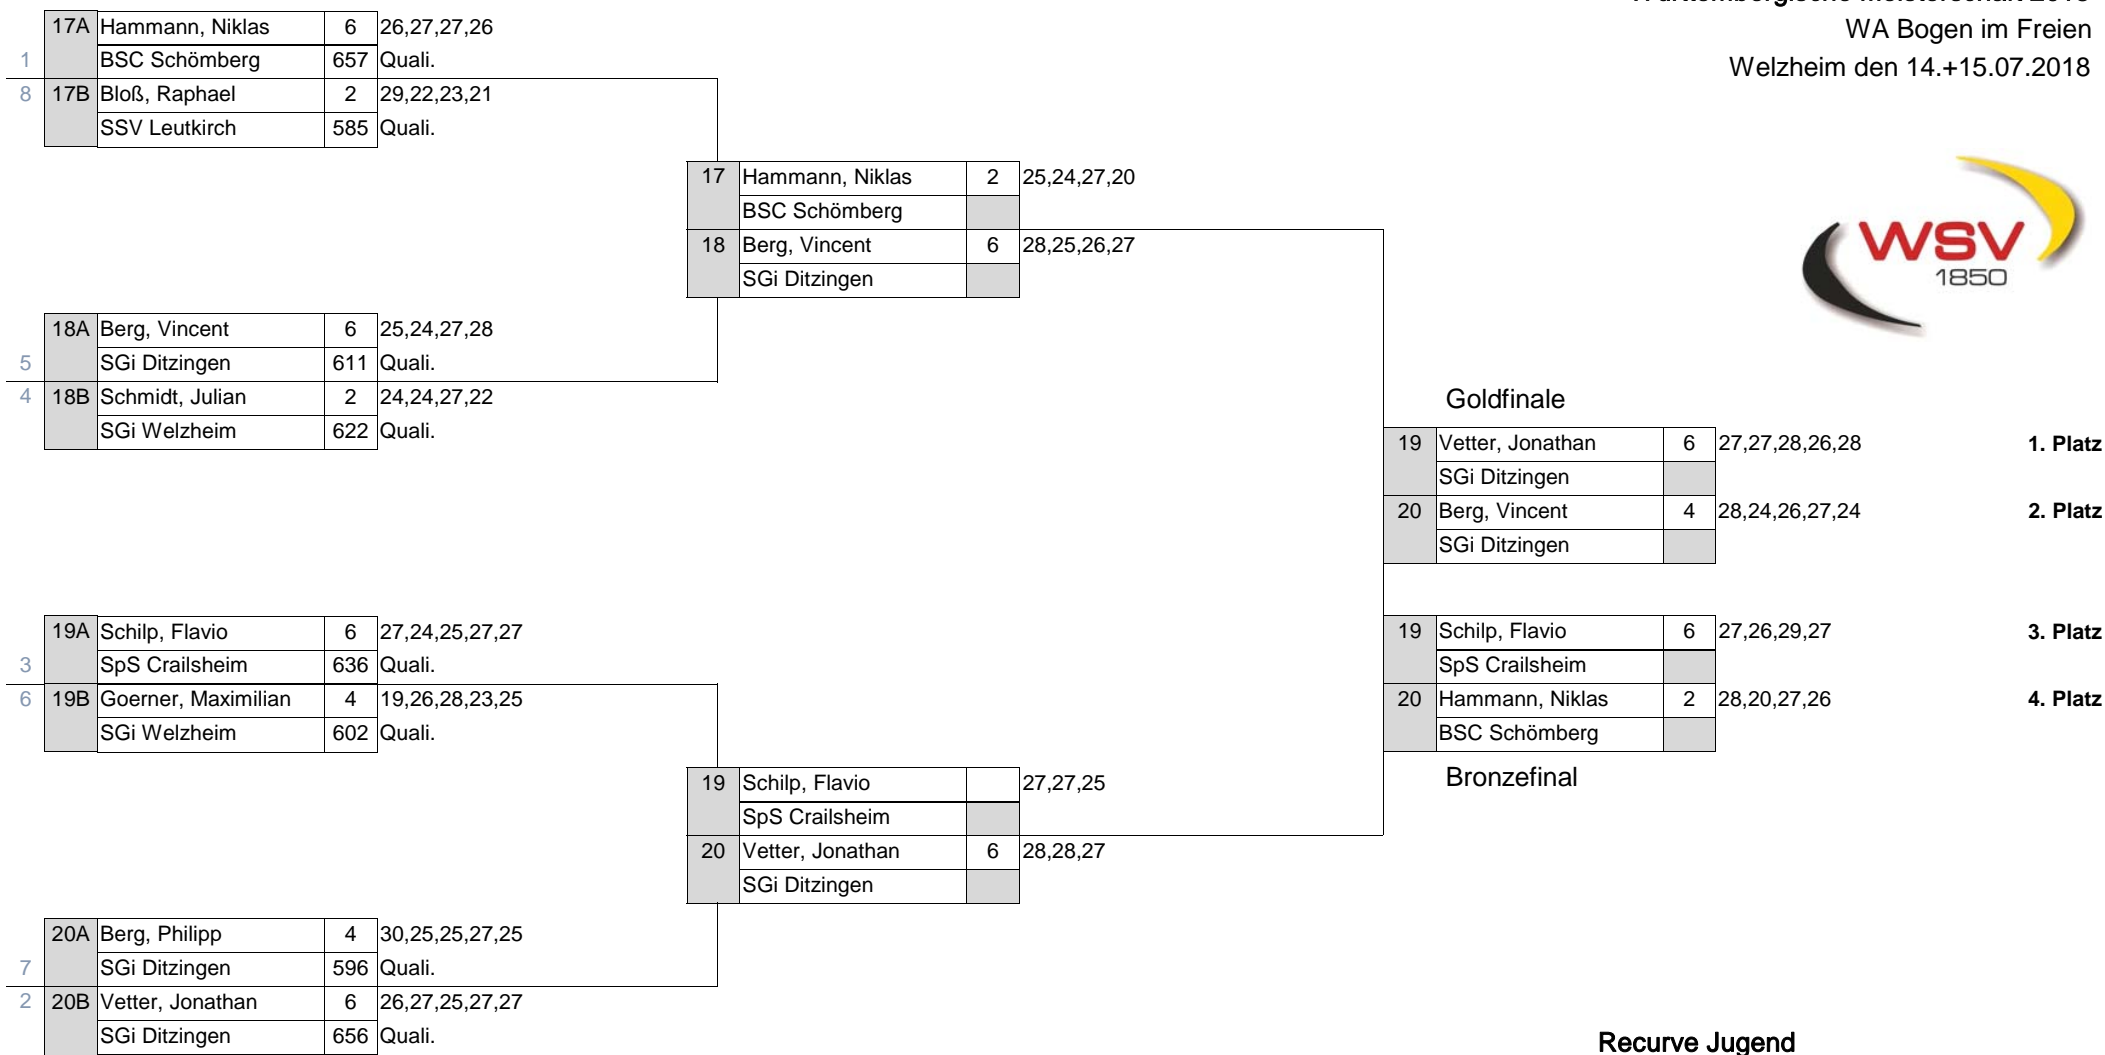 WA Bogen im Freien
Welzheim den 14.+15.07.2018
WSV
1850
17A Hammann, Niklas 6 26,27,27,26
1 BSC Schömberg 657 Quali.
8 17B Bloß, Raphael 2 29,22,23,21
SSV Leutkirch 585 Quali.
17 Hammann, Niklas 2 25,24,27,20
BSC Schömberg
18 Berg, Vincent 6 28,25,26,27
SGi Ditzingen
18A Berg, Vincent 6 25,24,27,28
5 SGi Ditzingen 611 Quali.
4 18B Schmidt, Julian 2 24,24,27,22
SGi Welzheim 622 Quali.
Goldfinale
19 Vetter, Jonathan 6 27,27,28,26,28 1. Platz
SGi Ditzingen
20 Berg, Vincent 4 28,24,26,27,24 2. Platz
SGi Ditzingen
19A Schilp, Flavio 6 27,24,25,27,27
3 SpS Crailsheim 636 Quali.
6 19B Goerner, Maximilian 4 19,26,28,23,25
SGi Welzheim 602 Quali.
19 Schilp, Flavio 6 27,26,29,27 3. Platz
SpS Crailsheim
20 Hammann, Niklas 2 28,20,27,26 4. Platz
BSC Schömberg
Bronzefinal
19 Schilp, Flavio 27,27,25
SpS Crailsheim
20 Vetter, Jonathan 6 28,28,27
SGi Ditzingen
20A Berg, Philipp 4 30,25,25,27,25
7 SGi Ditzingen 596 Quali.
2 20B Vetter, Jonathan 6 26,27,25,27,27
SGi Ditzingen 656 Quali.
Recurve Jugend